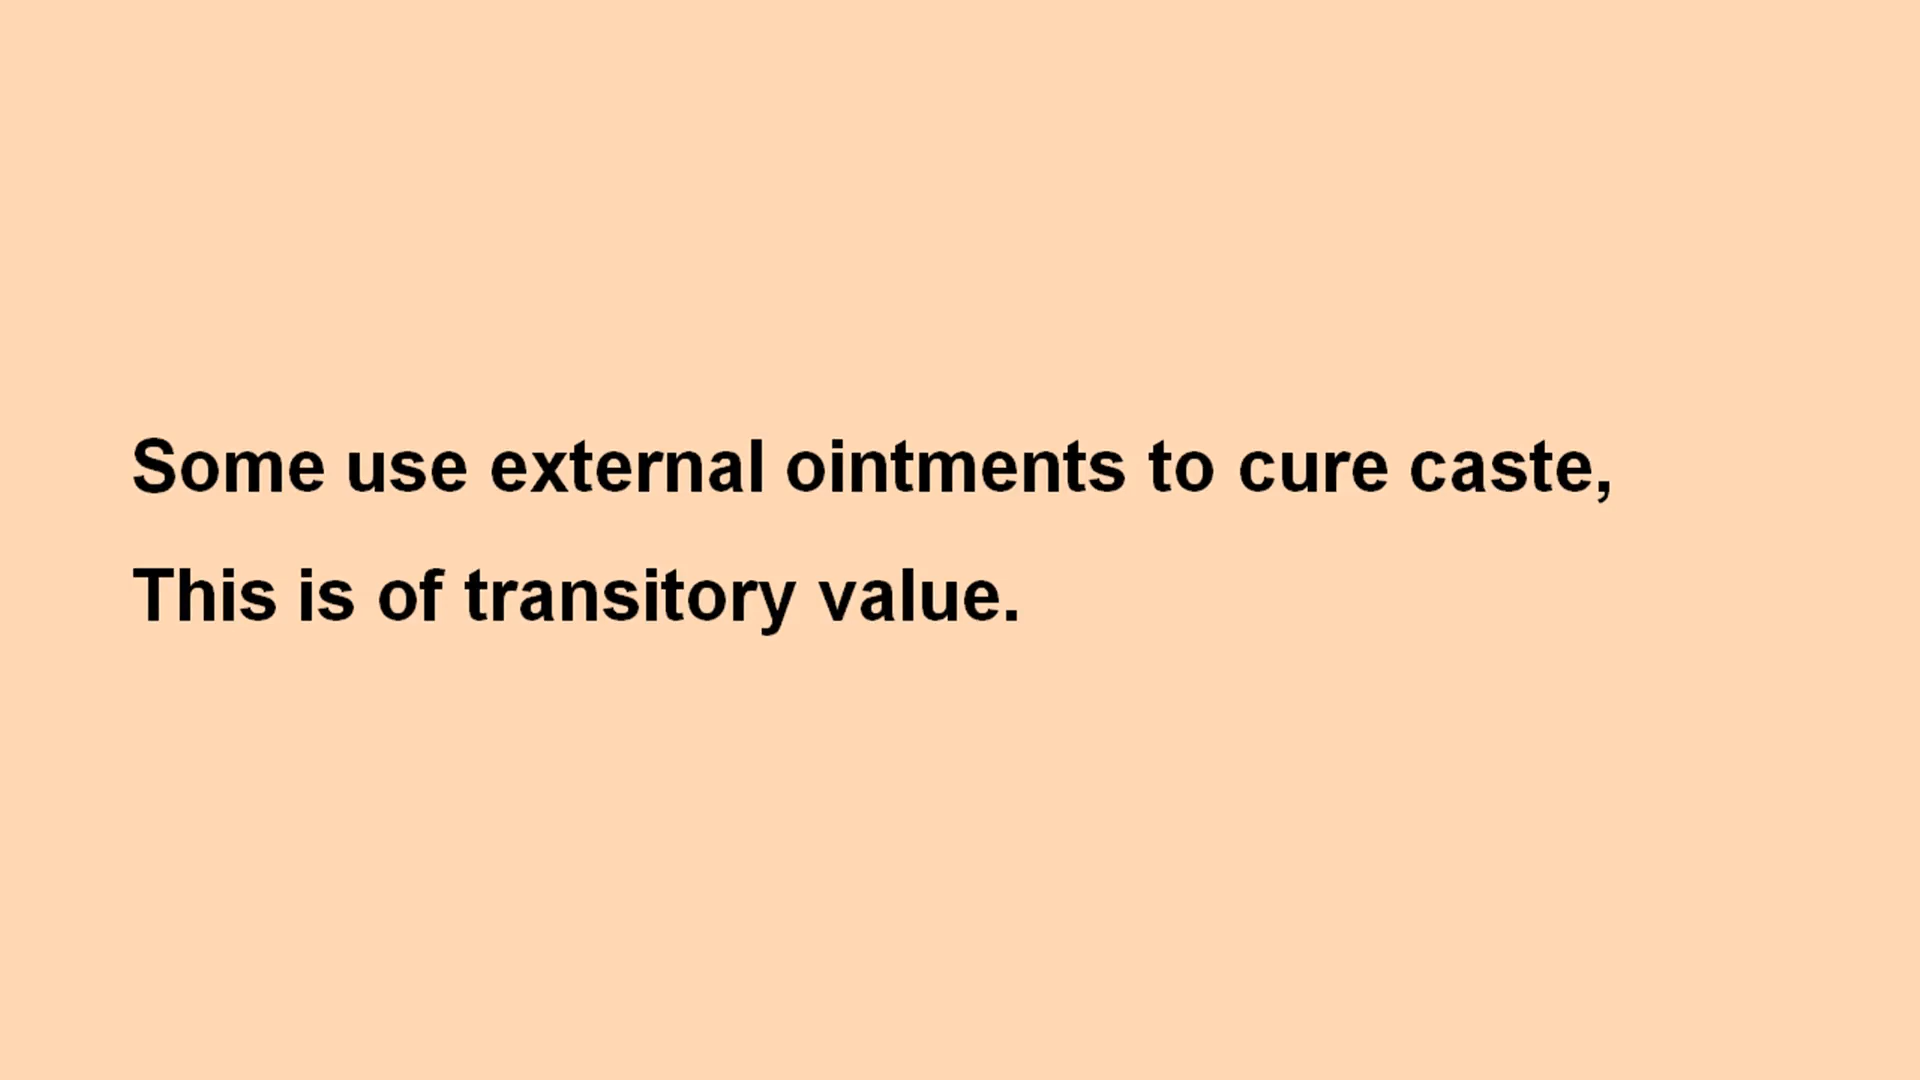 Some use external ointments to cure caste,
This is of transitory value.